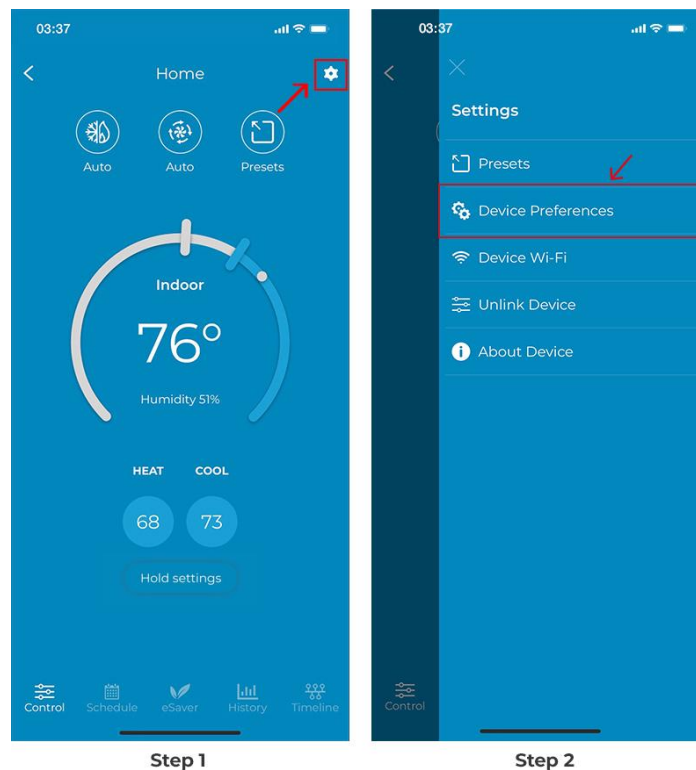 03:37
Home
Auto
Auto
Presets
Indoor
76°
Humidity 51%
HEAT COOL
68 73
Hold settings
Control Schedule eSaver History Timeline
Step 1
03:37
Settings
Presets
Device Preferences
Device Wi-Fi
Unlink Device
i About Device
Control
Step 2